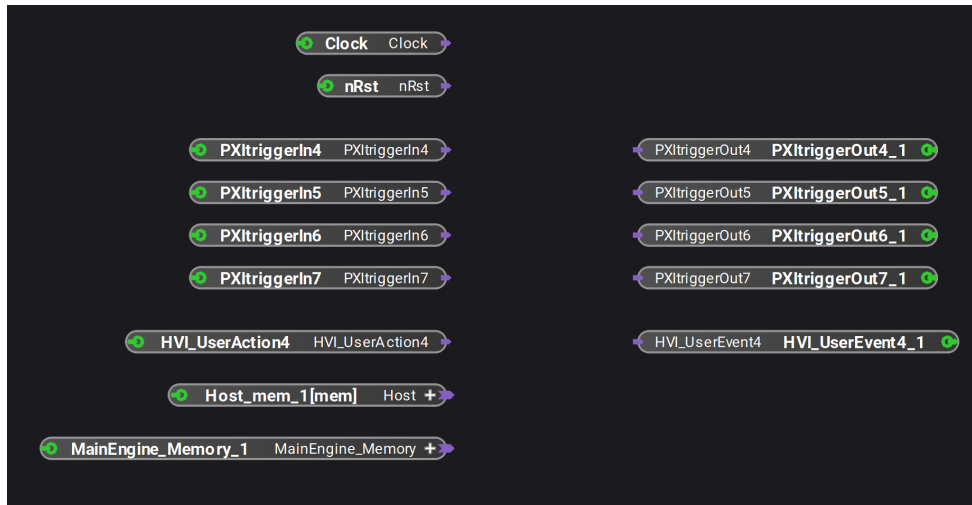 Clock Clock
nRst nRst
PXItriggerIn4 PXItriggerIn4 PXItriggerOut4 PXItriggerOut4_1
PXItriggerIn5 PXItriggerIn5 PXItriggerOut5 PXItriggerOut5_1
PXItriggerIn6 PXItriggerIn6 PXItriggerOut6 PXItriggerOut6_1
PXItriggerIn7 PXItriggerIn7 PXItriggerOut7 PXItriggerOut7_1
HVI_UserAction4 HVI_UserAction4 HVI_UserEvent4 HVI_UserEvent4_1
Host_mem_1[mem] Host +
MainEngine_Memory_1 MainEngine_Memory +